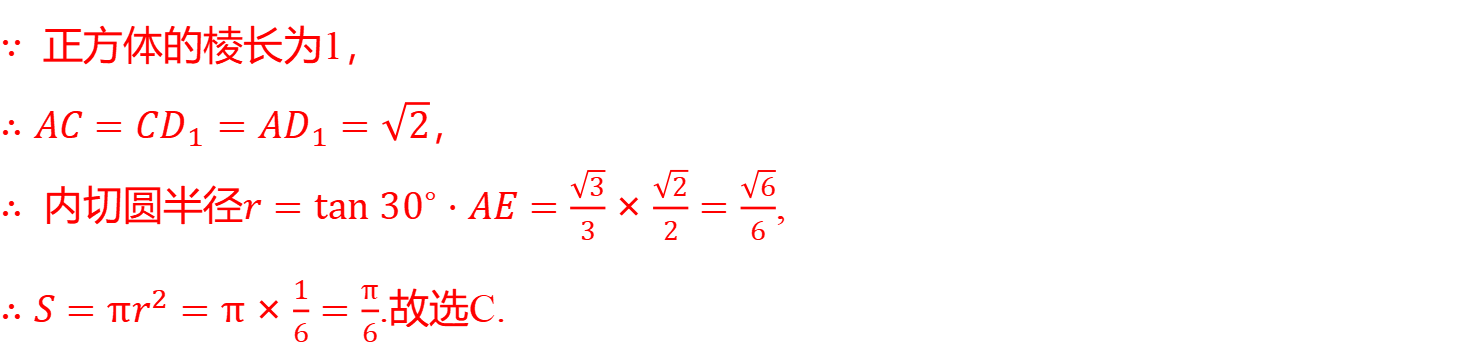 ∵ 正方体的棱长为1，
∴ AC = CD₁ = AD₁ = √2，
∴ 内切圆半径r = tan 30° · AE = √3/3 × √2/2 = √6/6,
∴ S = πr² = π × 1/6 = π/6.故选C.